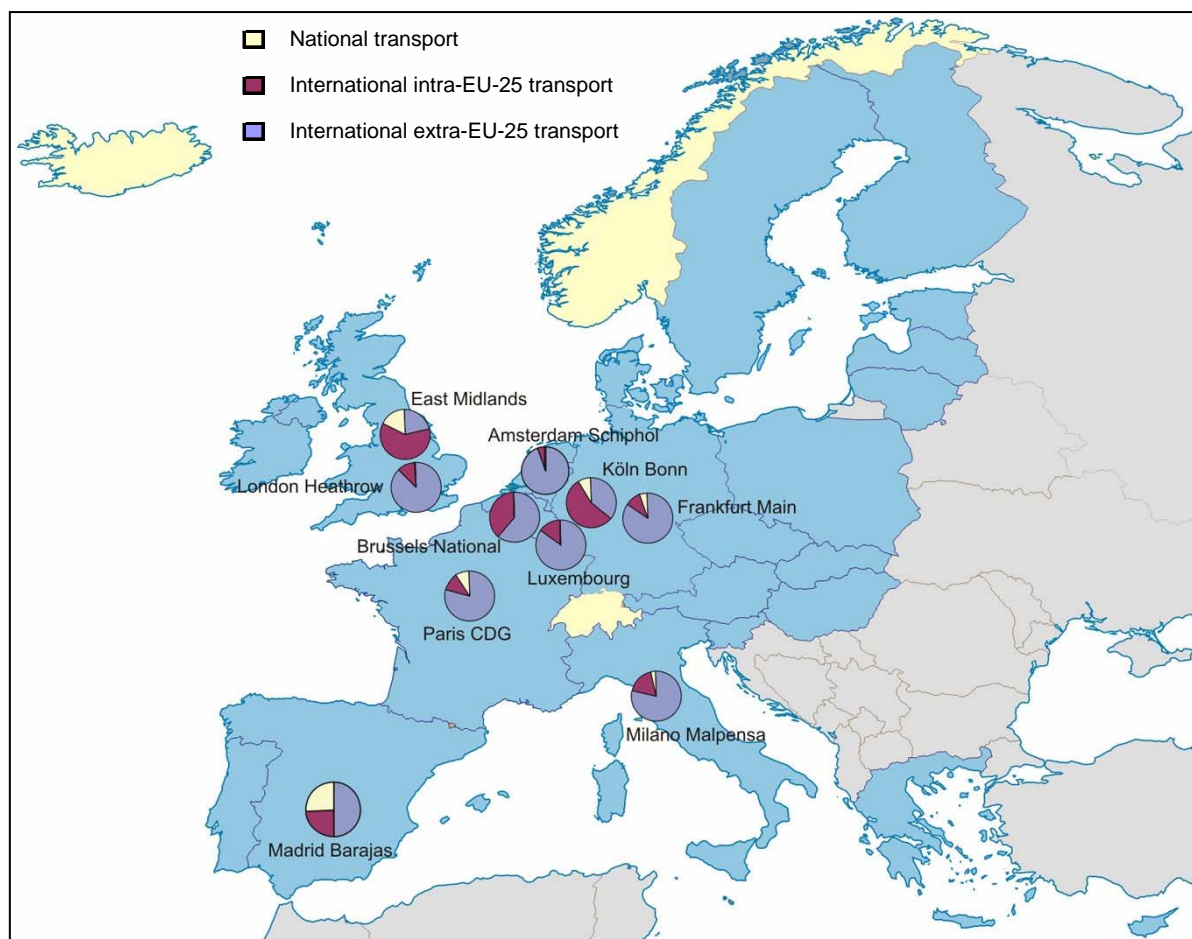 National transport
International intra-EU-25 transport
International extra-EU-25 transport
East Midlands
Amsterdam Schiphol
Köln Bonn
London Heathrow
Frankfurt Main
Brussels National
Luxembourg
Paris CDG
Milano Malpensa
Madrid Barajas